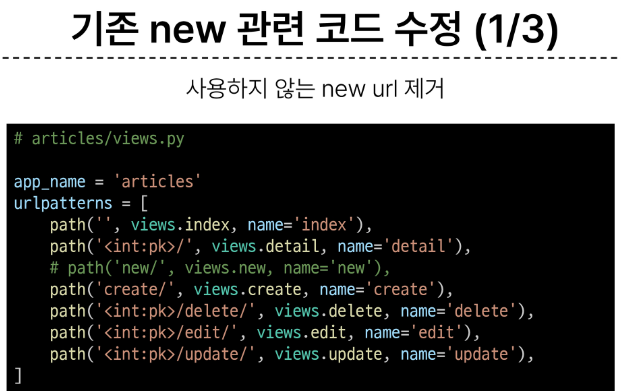 기존 new 관련 코드 수정 (1/3)
사용하지 않는 new url 제거
# articles/views.py
app_name = 'articles'
urlpatterns = [
    path('', views.index, name='index'),
    path('<int:pk>/', views.detail, name='detail'),
    # path('new/', views.new, name='new'),
    path('create/', views.create, name='create'),
    path('<int:pk>/delete/', views.delete, name='delete'),
    path('<int:pk>/edit/', views.edit, name='edit'),
    path('<int:pk>/update/', views.update, name='update'),
]